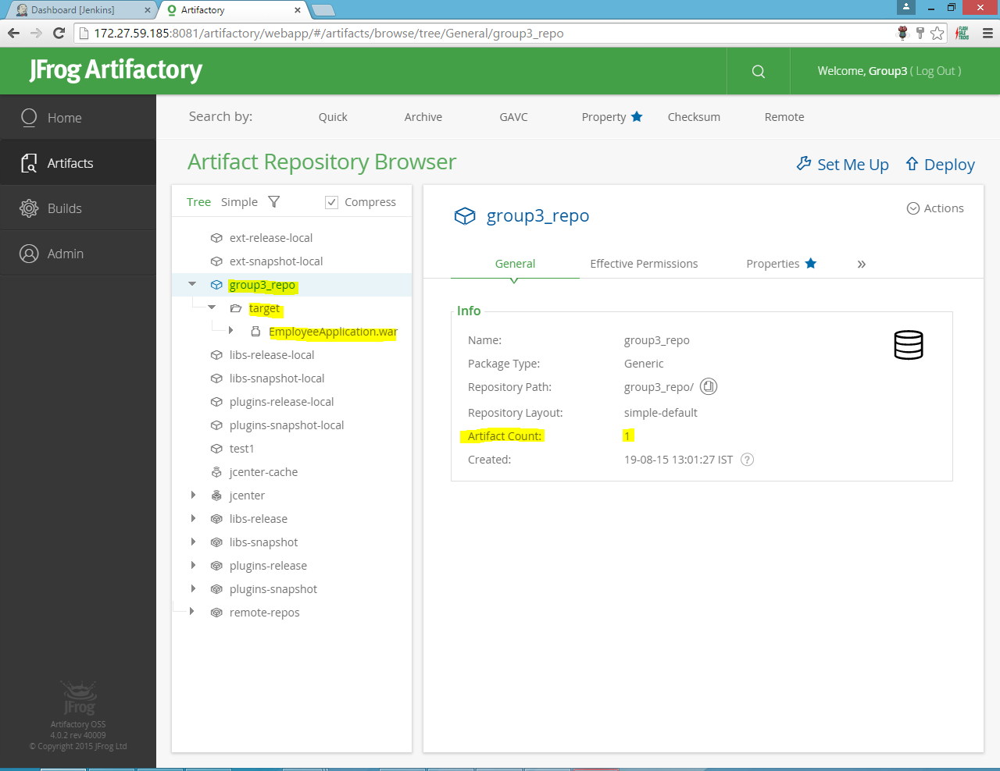 Dashboard [Jenkins]
Artifactory
172.27.59.185:8081/artifactory/webapp/#/artifacts/browse/tree/General/group3_repo
JFrog Artifactory
Welcome, Group3 ( Log Out )
Home
Artifacts
Builds
Admin
Search by: Quick Archive GAVC Property Checksum Remote
Artifact Repository Browser
Set Me Up Deploy
Tree Simple Compress
ext-release-local
ext-snapshot-local
group3_repo
target
EmployeeApplication.war
libs-release-local
libs-snapshot-local
plugins-release-local
plugins-snapshot-local
test1
jcenter-cache
jcenter
libs-release
libs-snapshot
plugins-release
plugins-snapshot
remote-repos
group3_repo
Actions
General Effective Permissions Properties »
Info
Name: group3_repo
Package Type: Generic
Repository Path: group3_repo/
Repository Layout: simple-default
Artifact Count: 1
Created: 19-08-15 13:01:27 IST ?
JFrog
Artifactory OSS
4.0.2 rev 40009
© Copyright 2015 JFrog Ltd